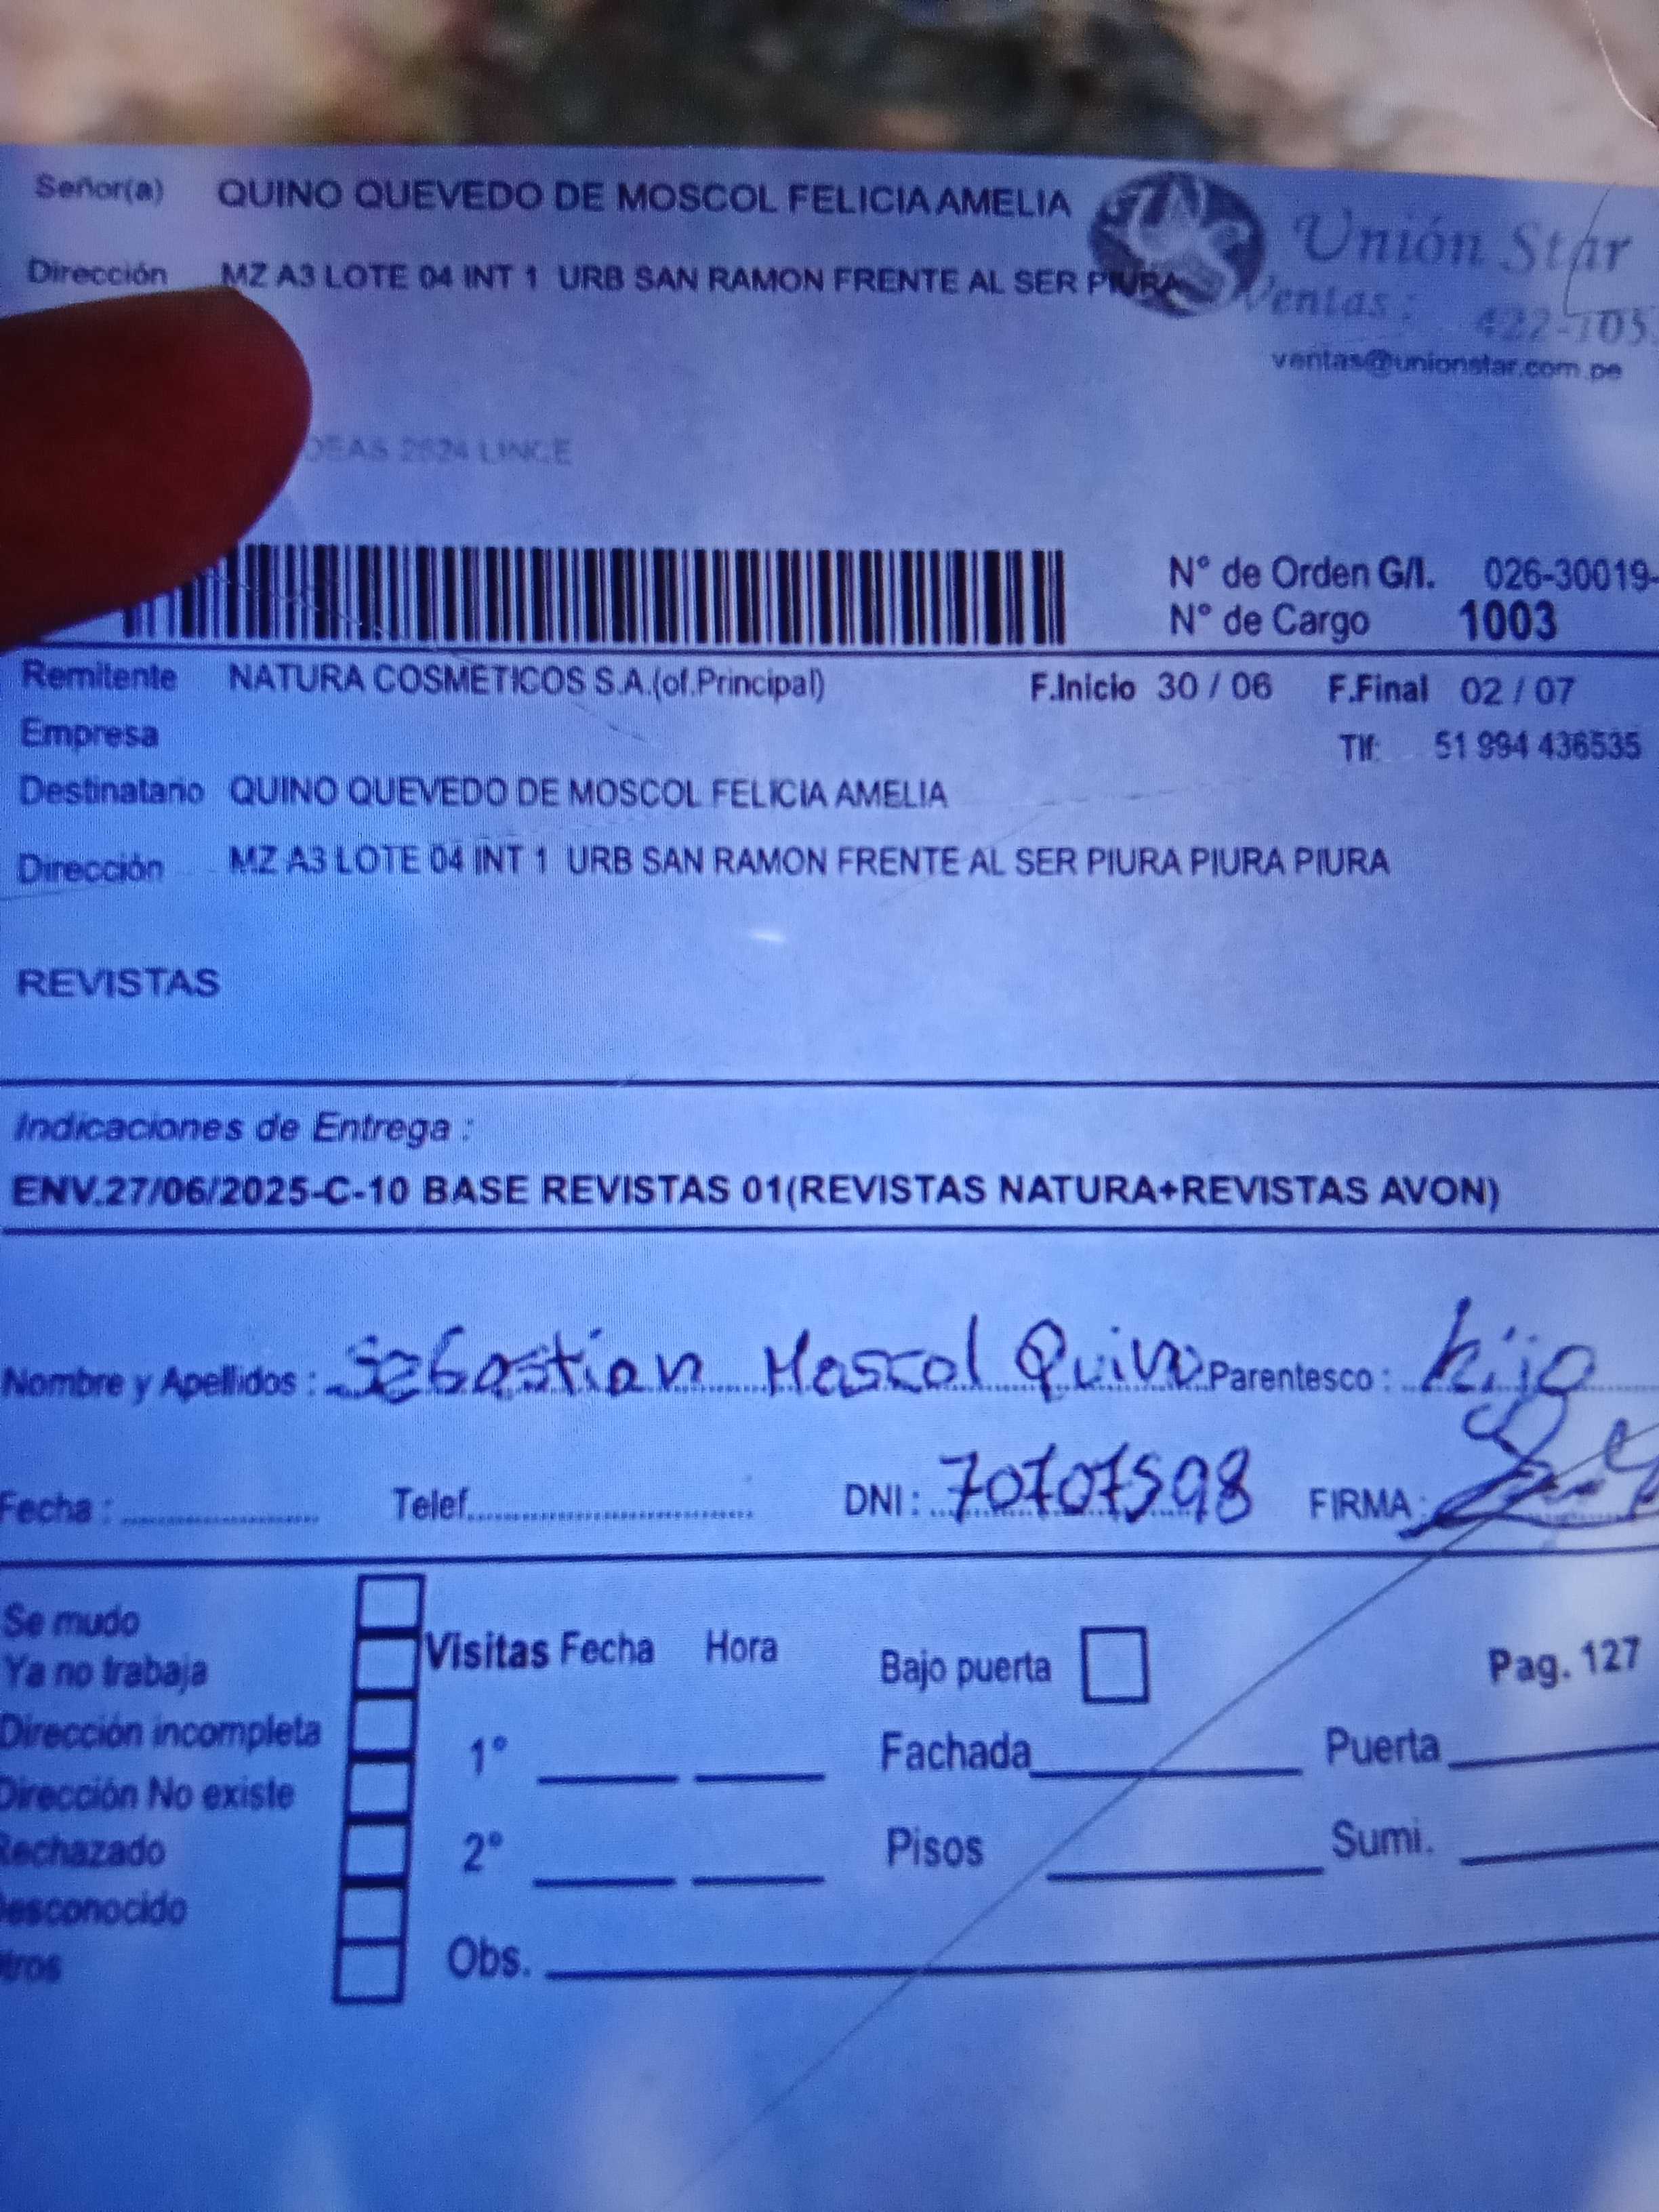 Señor(a) QUINO QUEVEDO DE MOSCOL FELICIA AMELIA
Unión Star
Dirección MZ A3 LOTE 04 INT 1 URB SAN RAMON FRENTE AL SER PIURA
Ventas : 422-105
ventas@unionstar.com.pe
2624 LINCE
N° de Orden G/I. 026-30019-
N° de Cargo 1003
Remitente NATURA COSMETICOS S.A.(of.Principal) F.Inicio 30 / 06 F.Final 02 / 07
Empresa Tlf: 51 994 436535
Destinatario QUINO QUEVEDO DE MOSCOL FELICIA AMELIA
Dirección MZ A3 LOTE 04 INT 1 URB SAN RAMON FRENTE AL SER PIURA PIURA PIURA
REVISTAS
Indicaciones de Entrega :
ENV.27/06/2025-C-10 BASE REVISTAS 01(REVISTAS NATURA+REVISTAS AVON)
Nombre y Apellidos : Sebastian Moscol Quino Parentesco : hijo
Fecha : Telef. DNI : 70707598 FIRMA :
Se mudo
Ya no trabaja
Visitas Fecha Hora Bajo puerta Pag. 127
Dirección incompleta 1° Fachada Puerta
Dirección No existe
Rechazado 2° Pisos Sumi.
esconocido
tros Obs.